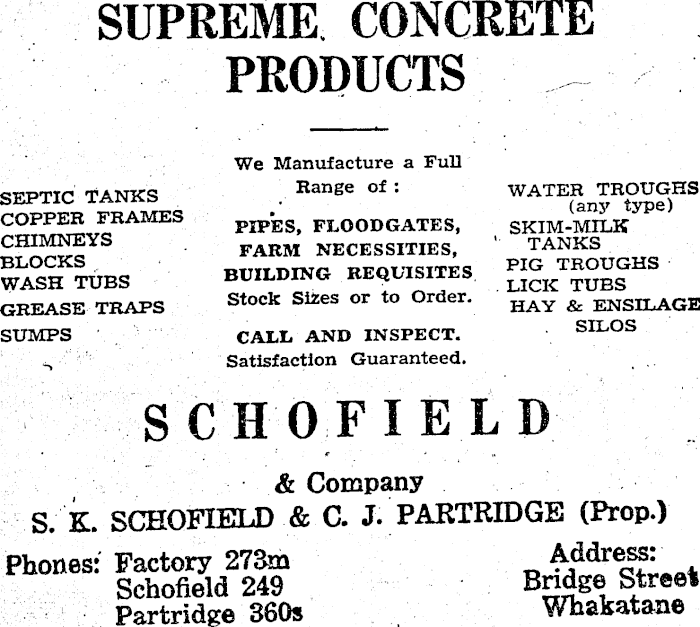 SUPREME CONCRETE
PRODUCTS
We Manufacture a Full
Range of :
PIPES, FLOODGATES,
FARM NECESSITIES,
BUILDING REQUISITES
Stock Sizes or to Order.
CALL AND INSPECT.
Satisfaction Guaranteed.
SEPTIC TANKS
COPPER FRAMES
CHIMNEYS
BLOCKS
WASH TUBS
GREASE TRAPS
SUMPS
WATER TROUGHS
(any type)
SKIM-MILK
TANKS
PIG TROUGHS
LICK TUBS
HAY & ENSILAGE
SILOS
SCHOFIELD
& Company
S. K. SCHOFIELD & C. J. PARTRIDGE (Prop.)
Phones: Factory 273m
Schofield 249
Partridge 360s
Address:
Bridge Street
Whakatane